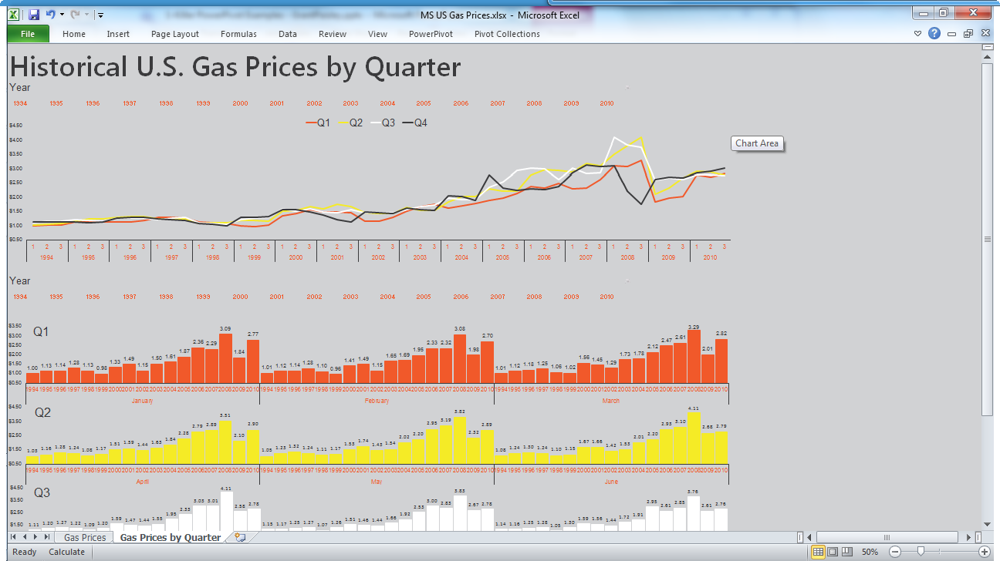 MS US Gas Prices.xlsx - Microsoft Excel
File Home Insert Page Layout Formulas Data Review View PowerPivot Pivot Collections
Historical U.S. Gas Prices by Quarter
Year
1994 1995 1996 1997 1998 1999 2000 2001 2002 2003 2004 2005 2006 2007 2008 2009 2010
Q1 Q2 Q3 Q4
$4.50
$4.00
Chart Area
$3.50
$3.00
$2.50
$2.00
$1.50
$1.00
$0.50
1 2 3 1 2 3 1 2 3 1 2 3 1 2 3 1 2 3 1 2 3 1 2 3 1 2 3 1 2 3 1 2 3 1 2 3 1 2 3 1 2 3 1 2 3 1 2 3 1 2 3
1994 1995 1996 1997 1998 1999 2000 2001 2002 2003 2004 2005 2006 2007 2008 2009 2010
Year
1994 1995 1996 1997 1998 1999 2000 2001 2002 2003 2004 2005 2006 2007 2008 2009 2010
Q1
$3.50
$3.00
$2.50
$2.00
$1.50
$1.00
$0.50
1.00 1.13 1.14 1.28 1.13 0.98 1.33 1.49 1.15 1.50 1.61 1.87 2.36 2.29 3.09 1.84 2.77
1.01 1.12 1.14 1.28 1.10 0.96 1.41 1.49 1.15 1.65 1.69 1.95 2.33 2.32 3.08 1.98 2.70
1.01 1.12 1.18 1.25 1.06 1.02 1.56 1.45 1.29 1.73 1.78 2.12 2.47 2.61 3.29 2.01 2.82
1994 1995 1996 1997 1998 1999 2000 2001 2002 2003 2004 2005 2006 2007 2008 2009 2010 1994 1995 1996 1997 1998 1999 2000 2001 2002 2003 2004 2005 2006 2007 2008 2009 2010 1994 1995 1996 1997 1998 1999 2000 2001 2002 2003 2004 2005 2006 2007 2008 2009 2010
January February March
Q2
$4.50
$3.50
$2.50
$1.50
$0.50
1.03 1.16 1.28 1.24 1.08 1.17 1.51 1.59 1.44 1.63 1.84 2.28 2.79 2.89 3.51 2.10 2.90
1.05 1.25 1.32 1.24 1.11 1.17 1.53 1.74 1.43 1.54 2.02 2.20 2.95 3.19 3.82 2.32 2.89
1.08 1.24 1.30 1.24 1.10 1.15 1.67 1.66 1.42 1.53 2.01 2.20 2.93 3.10 4.11 2.68 2.79
1994 1995 1996 1997 1998 1999 2000 2001 2002 2003 2004 2005 2006 2007 2008 2009 2010 1994 1995 1996 1997 1998 1999 2000 2001 2002 2003 2004 2005 2006 2007 2008 2009 2010 1994 1995 1996 1997 1998 1999 2000 2001 2002 2003 2004 2005 2006 2007 2008 2009 2010
April May June
Q3
$4.50
$3.50
$2.50
$1.50
1.11 1.20 1.27 1.22 1.09 1.20 1.59 1.47 1.44 1.55 1.95 2.33 3.03 3.01 4.11 2.58 2.78
1.17 1.15 1.25 1.27 1.07 1.26 1.51 1.46 1.44 1.66 1.92 2.53 3.00 2.83 3.83 2.67 2.78
1.14 1.16 1.25 1.28 1.05 1.30 1.59 1.56 1.44 1.72 1.91 2.95 2.61 2.85 3.76 2.61 2.76
Gas Prices Gas Prices by Quarter
Ready Calculate 50%